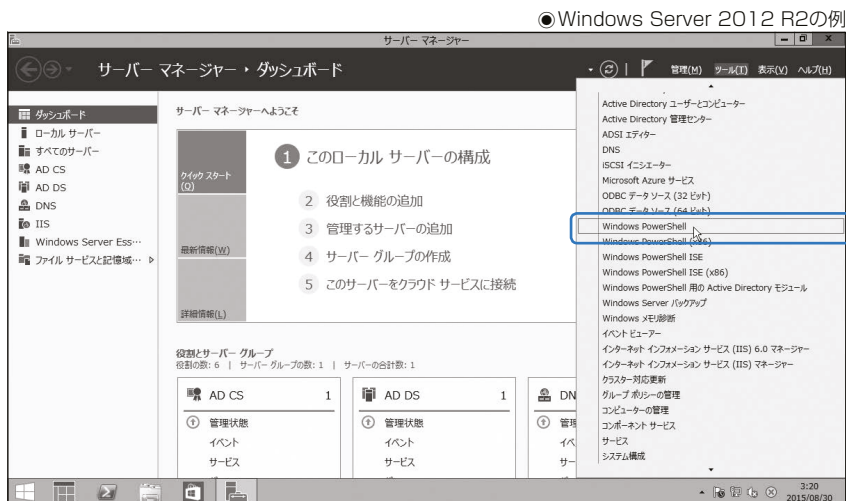 ◉Windows Server 2012 R2の例
サーバー マネージャー
サーバー マネージャー ・ ダッシュボード
管理(M) ツール(T) 表示(V) ヘルプ(H)
ダッシュボード
ローカル サーバー
すべてのサーバー
AD CS
AD DS
DNS
IIS
Windows Server Ess…
ファイル サービスと記憶域…
サーバー マネージャーへようこそ
クイック スタート(Q)
最新情報(W)
詳細情報(L)
1 このローカル サーバーの構成
2 役割と機能の追加
3 管理するサーバーの追加
4 サーバー グループの作成
5 このサーバーをクラウド サービスに接続
役割とサーバー グループ
役割の数: 6 | サーバー グループの数: 1 | サーバーの合計数: 1
AD CS 1
管理状態
イベント
サービス
AD DS 1
管理状態
イベント
サービス
DN
管
イベ
サー
Active Directory ユーザーとコンピューター
Active Directory 管理センター
ADSI エディター
DNS
iSCSI イニシエーター
Microsoft Azure サービス
ODBC データ ソース (32 ビット)
ODBC データ ソース (64 ビット)
Windows PowerShell
Windows PowerShell (x86)
Windows PowerShell ISE
Windows PowerShell ISE (x86)
Windows PowerShell 用の Active Directory モジュール
Windows Server バックアップ
Windows メモリ診断
イベント ビューアー
インターネット インフォメーション サービス (IIS) 6.0 マネージャー
インターネット インフォメーション サービス (IIS) マネージャー
クラスター対応更新
グループ ポリシーの管理
コンピューターの管理
コンポーネント サービス
サービス
システム構成
3:20
2015/08/30